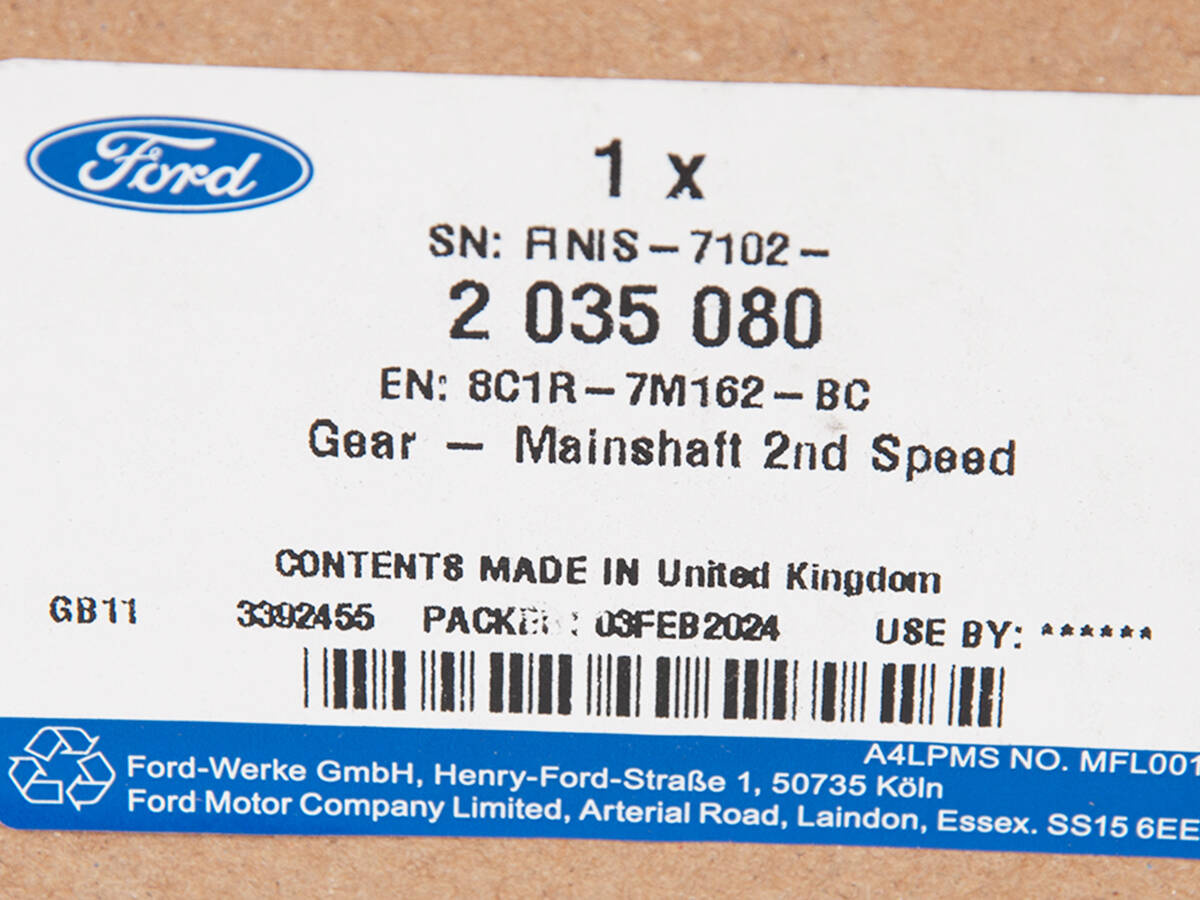 Ford
1 x
SN: FINIS-7102-
2 035 080
EN: 8C1R-7M162-BC
Gear - Mainshaft 2nd Speed
CONTENTS MADE IN United Kingdom
GB11 3392455 PACKED: 03FEB2024 USE BY: ******
A4LPMS NO. MFL001
Ford-Werke GmbH, Henry-Ford-Straße 1, 50735 Köln
Ford Motor Company Limited, Arterial Road, Laindon, Essex. SS15 6EE